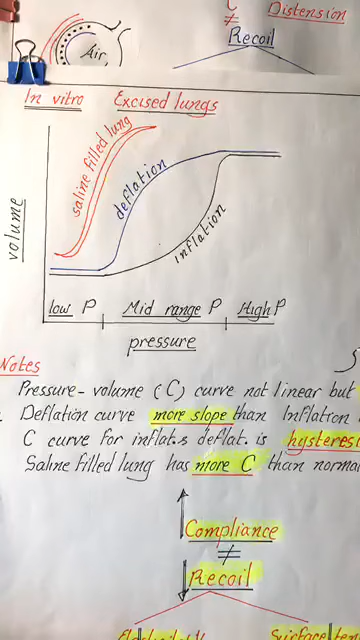 C
≠ Distension
Recoil
Air
In vitro Excised lungs
saline filled lung
deflation
inflation
volume
low P Mid range P High P
pressure
Notes
Pressure-volume (C) curve not linear but
Deflation curve more slope than Inflation
C curve for inflat. & deflat. is
Saline filled lung has more C than
Compliance
≠
Recoil